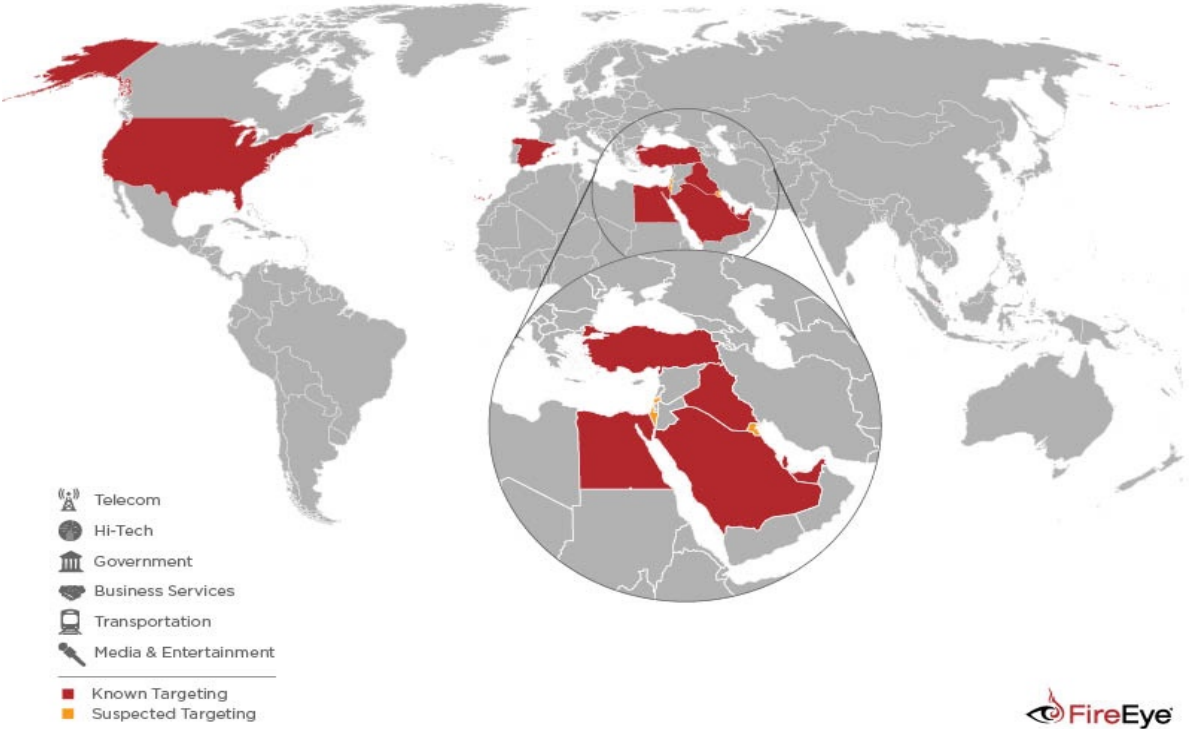 Telecom
Hi-Tech
Government
Business Services
Transportation
Media & Entertainment
Known Targeting
Suspected Targeting
FireEye